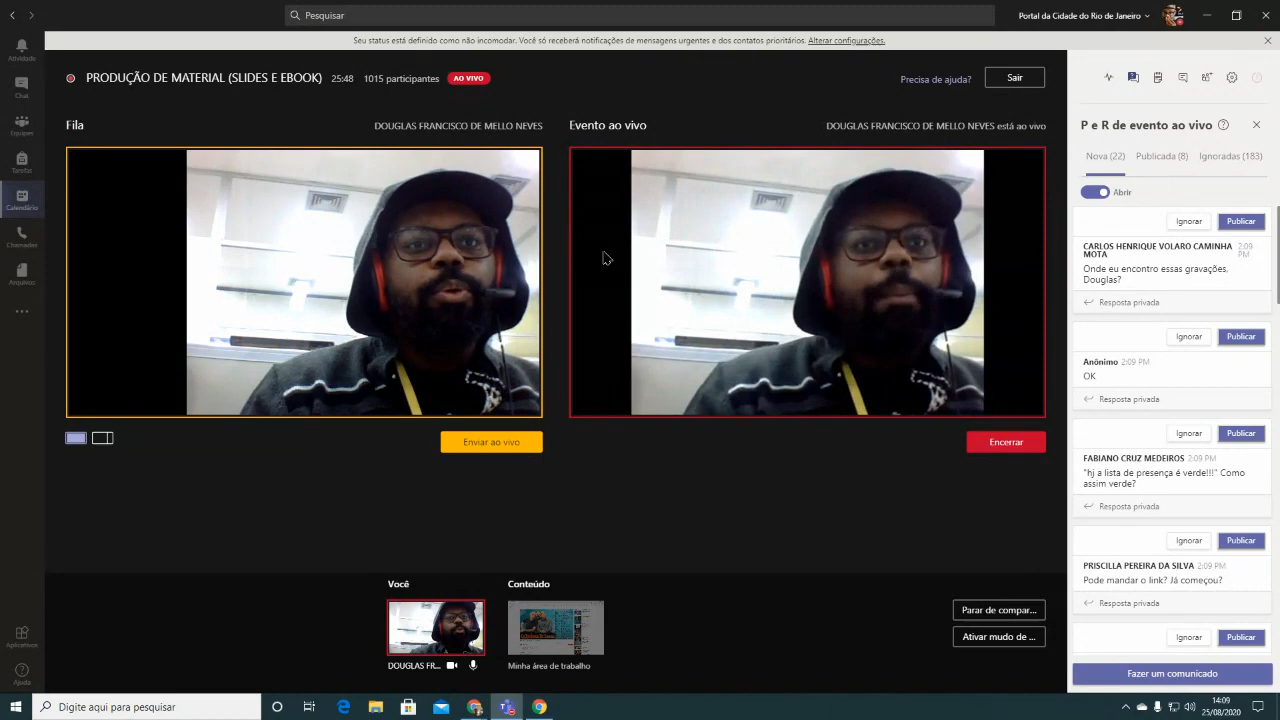 Pesquisar
Portal da Cidade do Rio de Janeiro
Seu status está definido como não incomodar. Você só receberá notificações de mensagens urgentes e dos contatos prioritários. Alterar configurações.
Atividade
Chat
Equipes
Tarefas
Calendário
Chamadas
Arquivos
Aplicativos
Ajuda
PRODUÇÃO DE MATERIAL (SLIDES E EBOOK) 25:48 1015 participantes AO VIVO
Precisa de ajuda? Sair
Fila
DOUGLAS FRANCISCO DE MELLO NEVES
Evento ao vivo
DOUGLAS FRANCISCO DE MELLO NEVES está ao vivo
Enviar ao vivo
Encerrar
Você
Conteúdo
DOUGLAS FR...
Minha área de trabalho
Parar de compar...
Ativar mudo de ...
P e R de evento ao vivo
Nova (22) Publicada (8) Ignoradas (183)
Abrir
Ignorar Publicar
CARLOS HENRIQUE VOLARO CAMINHA MOTA 2:09 PM
Onde eu encontro essas gravações,
Douglas?
Resposta privada
Ignorar Publicar
Anônimo 2:09 PM
OK
Resposta privada
Ignorar Publicar
FABIANO CRUZ MEDEIROS 2:09 PM
"hj a lista de presença é verde!!!" Como
assim verde?
Resposta privada
Ignorar Publicar
PRISCILLA PEREIRA DA SILVA 2:09 PM
Pode mandar o link? Já começou?
Resposta privada
Ignorar Publicar
Fazer um comunicado
Digite aqui para pesquisar
14:09
25/08/2020